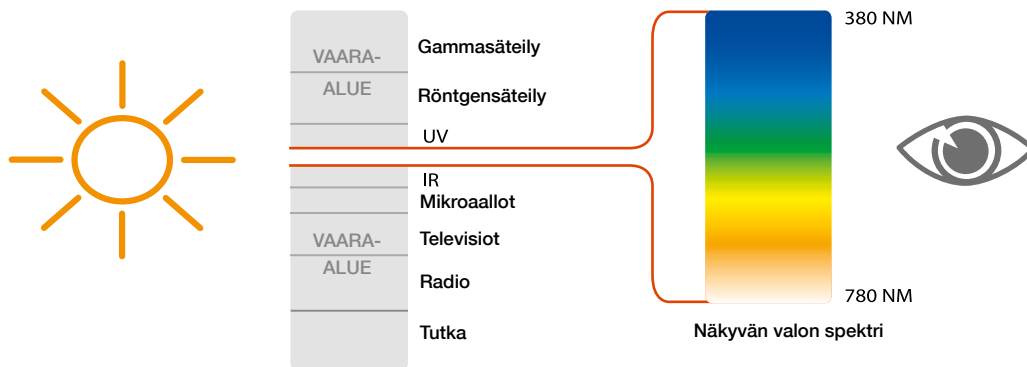 VAARA-
ALUE
Gammasäteily
Röntgensäteily
UV
IR
Mikroaallot
VAARA-
ALUE
Televisiot
Radio
Tutka
380 NM
780 NM
Näkyvän valon spektri